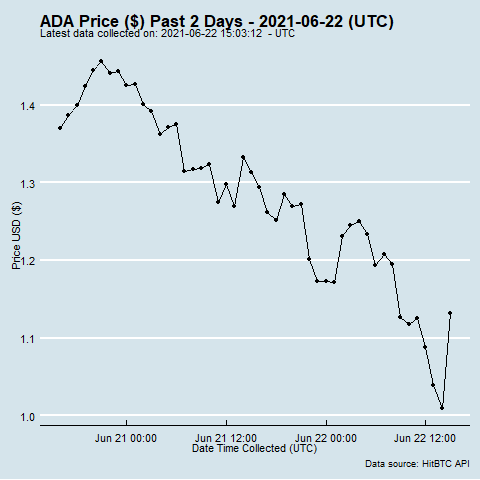 ADA Price ($) Past 2 Days - 2021-06-22 (UTC)
Latest data collected on: 2021-06-22 15:03:12 - UTC
Price USD ($)
1.4
1.3
1.2
1.1
1.0
Jun 21 00:00 Jun 21 12:00 Jun 22 00:00 Jun 22 12:00
Date Time Collected (UTC)
Data source: HitBTC API